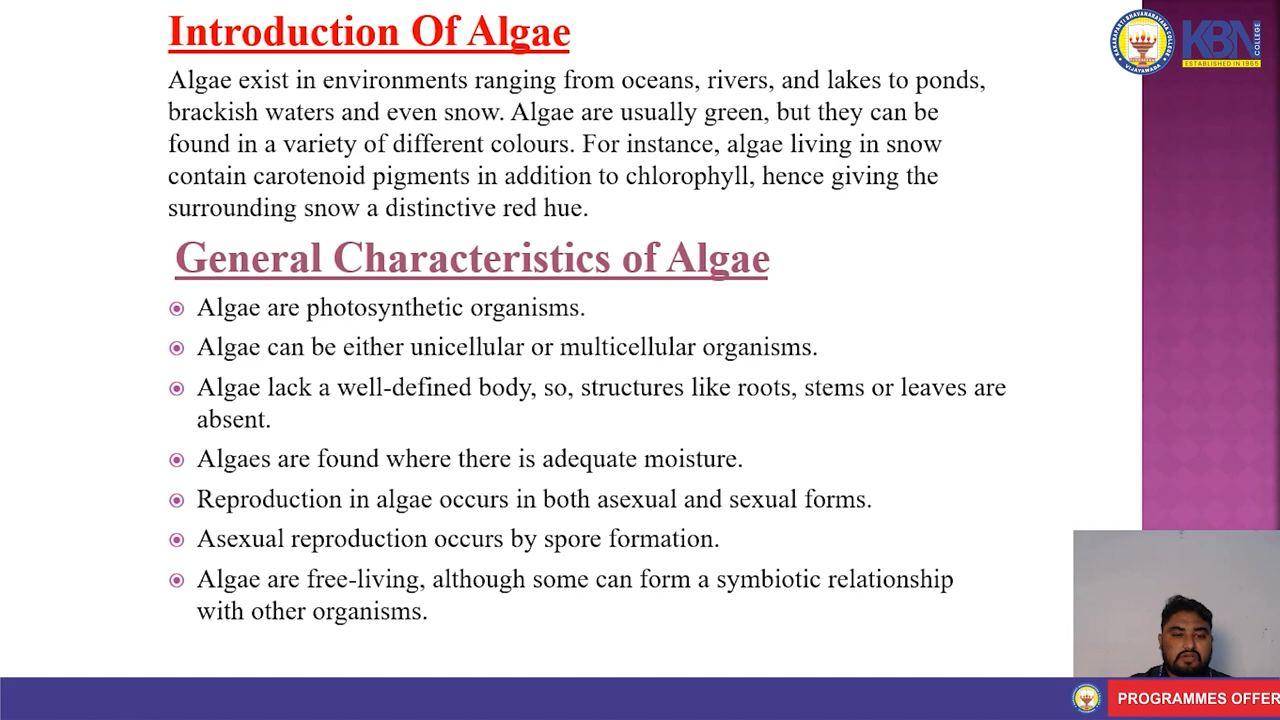 Introduction Of Algae
Algae exist in environments ranging from oceans, rivers, and lakes to ponds,
brackish waters and even snow. Algae are usually green, but they can be
found in a variety of different colours. For instance, algae living in snow
contain carotenoid pigments in addition to chlorophyll, hence giving the
surrounding snow a distinctive red hue.
General Characteristics of Algae
Algae are photosynthetic organisms.
Algae can be either unicellular or multicellular organisms.
Algae lack a well-defined body, so, structures like roots, stems or leaves are
absent.
Algaes are found where there is adequate moisture.
Reproduction in algae occurs in both asexual and sexual forms.
Asexual reproduction occurs by spore formation.
Algae are free-living, although some can form a symbiotic relationship
with other organisms.
KAKARAPARTI BHAVANARAYANA COLLEGE
VIJAYAWADA
KBN
COLLEGE
ESTABLISHED IN 1965
PROGRAMMES OFFER